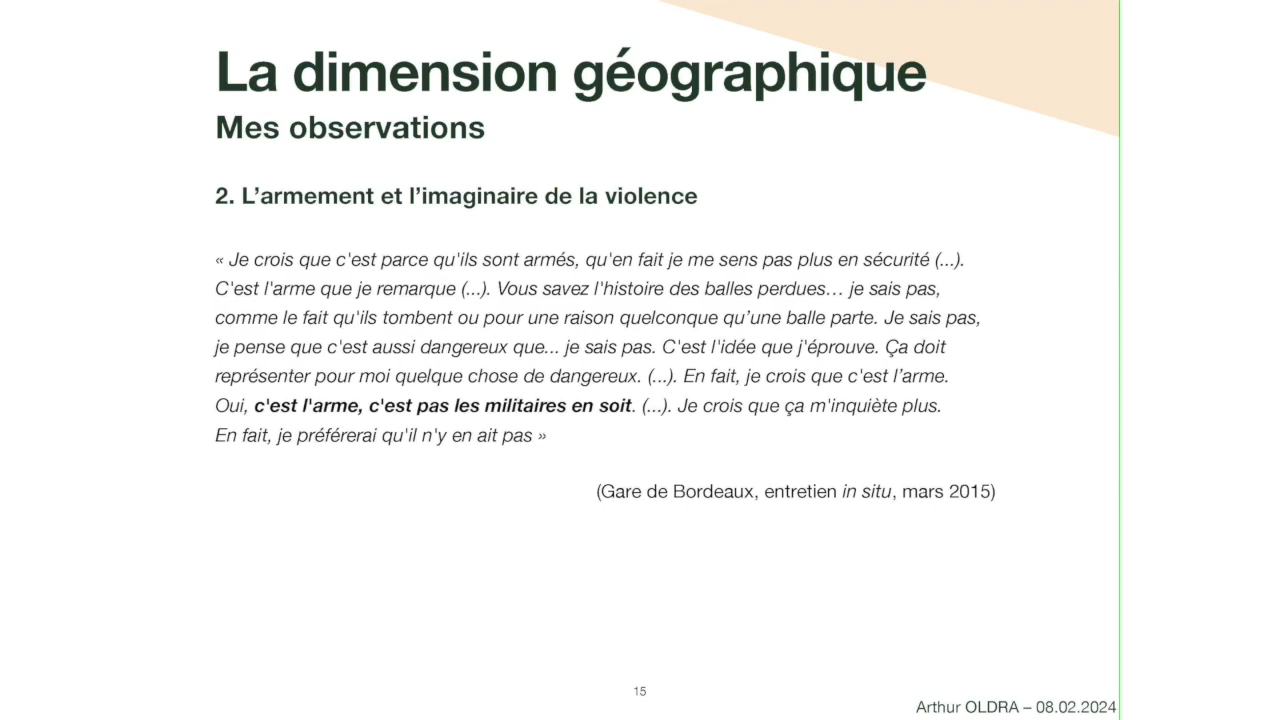 La dimension géographique
Mes observations
2. L’armement et l’imaginaire de la violence
« Je crois que c'est parce qu'ils sont armés, qu'en fait je me sens pas plus en sécurité (...).
C'est l'arme que je remarque (...). Vous savez l'histoire des balles perdues… je sais pas,
comme le fait qu'ils tombent ou pour une raison quelconque qu’une balle parte. Je sais pas,
je pense que c'est aussi dangereux que... je sais pas. C'est l'idée que j'éprouve. Ça doit
représenter pour moi quelque chose de dangereux. (...). En fait, je crois que c'est l’arme.
Oui, c'est l'arme, c'est pas les militaires en soit. (...). Je crois que ça m'inquiète plus.
En fait, je préférerai qu'il n'y en ait pas »
(Gare de Bordeaux, entretien in situ, mars 2015)
15
Arthur OLDRA – 08.02.2024